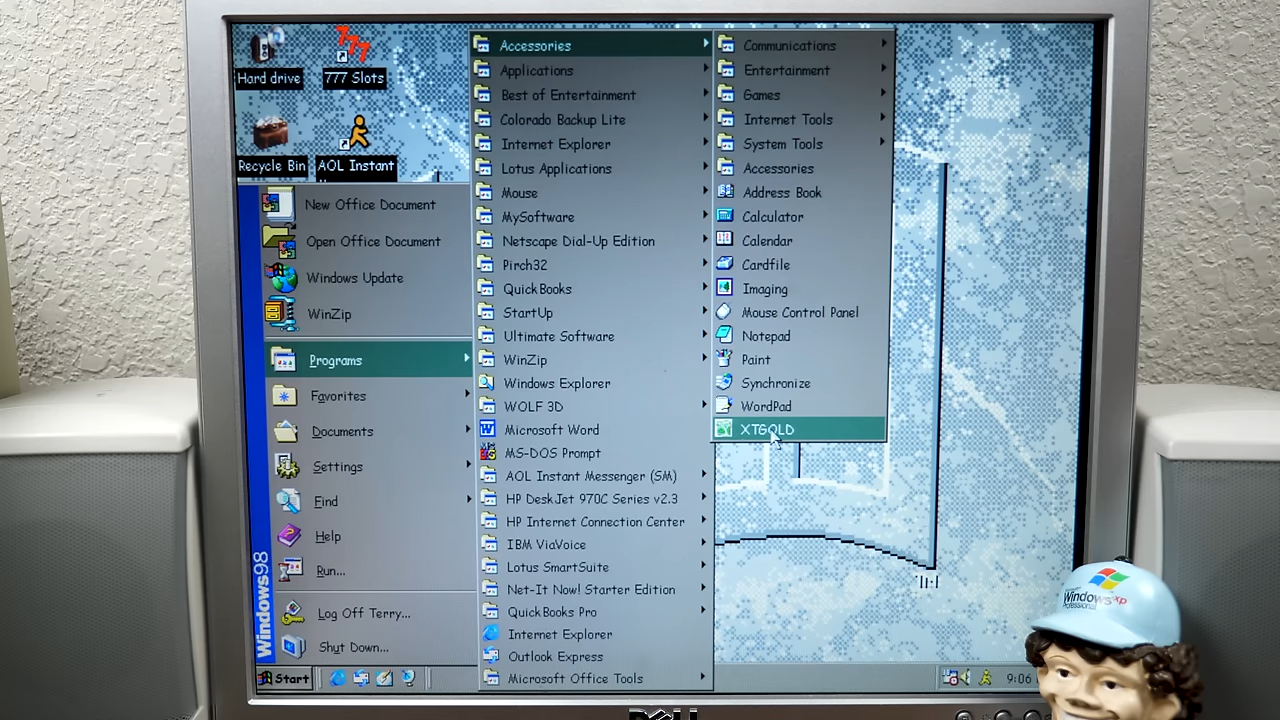 Hard drive
777 Slots
Recycle Bin
AOL Instant
New Office Document
Open Office Document
Windows Update
WinZip
Programs
Favorites
Documents
Settings
Find
Help
Run...
Log Off Terry...
Shut Down...
Windows98
Start
Accessories
Applications
Best of Entertainment
Colorado Backup Lite
Internet Explorer
Lotus Applications
Mouse
MySoftware
Netscape Dial-Up Edition
Pirch32
QuickBooks
StartUp
Ultimate Software
WinZip
Windows Explorer
WOLF 3D
Microsoft Word
MS-DOS Prompt
AOL Instant Messenger (SM)
HP DeskJet 970C Series v2.3
HP Internet Connection Center
IBM ViaVoice
Lotus SmartSuite
Net-It Now! Starter Edition
QuickBooks Pro
Internet Explorer
Outlook Express
Microsoft Office Tools
Communications
Entertainment
Games
Internet Tools
System Tools
Accessories
Address Book
Calculator
Calendar
Cardfile
Imaging
Mouse Control Panel
Notepad
Paint
Synchronize
WordPad
XTGOLD
9:06
Windows xp
Professional
DELL